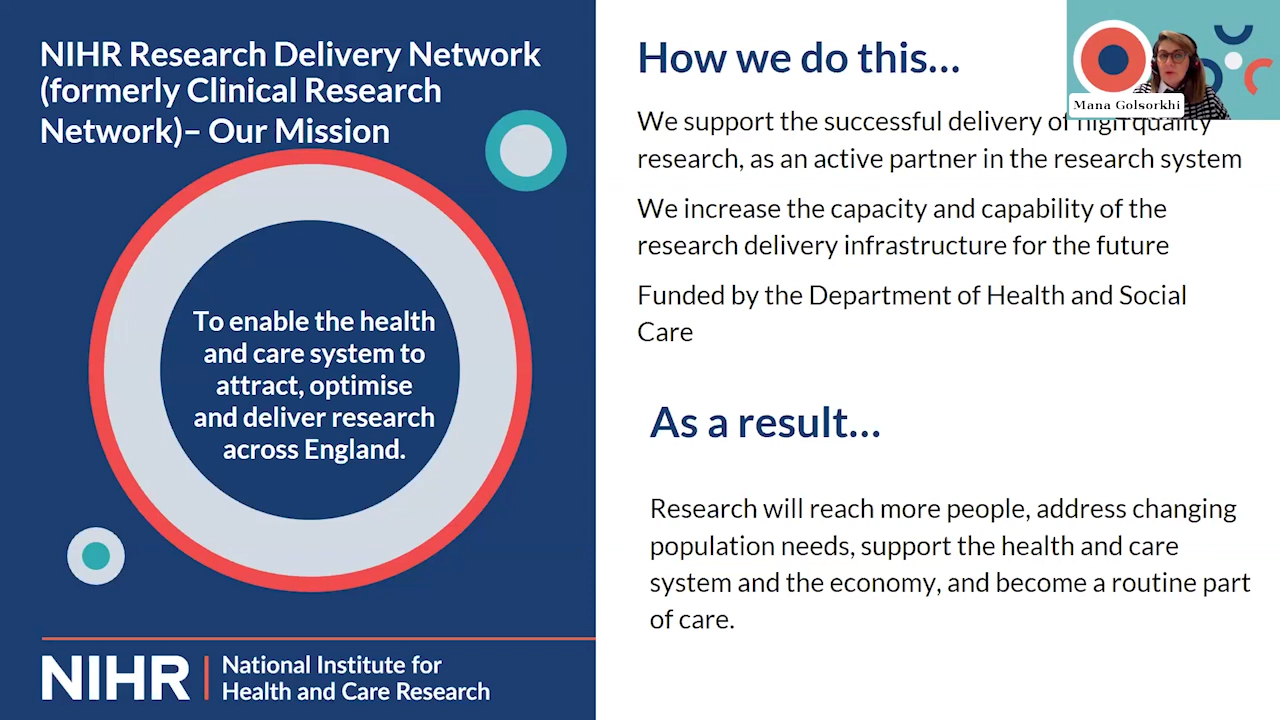 NIHR Research Delivery Network
(formerly Clinical Research
Network)– Our Mission
To enable the health
and care system to
attract, optimise
and deliver research
across England.
NIHR | National Institute for
Health and Care Research
How we do this...
We support the successful delivery of high quality
research, as an active partner in the research system
We increase the capacity and capability of the
research delivery infrastructure for the future
Funded by the Department of Health and Social
Care
As a result...
Research will reach more people, address changing
population needs, support the health and care
system and the economy, and become a routine part
of care.
Mana Golsorkhi